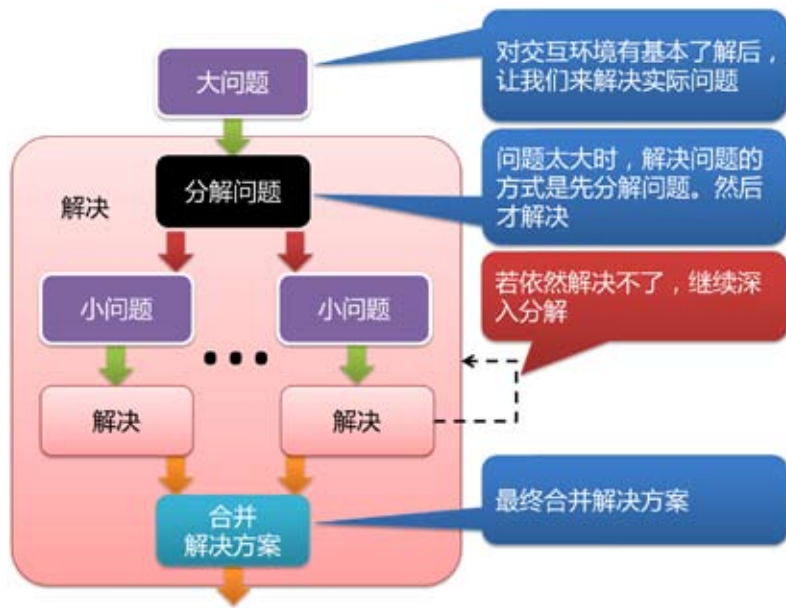 大问题
对交互环境有基本了解后，
让我们来解决实际问题
解决
分解问题
问题太大时，解决问题的
方式是先分解问题。然后
才解决
小问题
小问题
若依然解决不了，继续深
入分解
解决
解决
合并
解决方案
最终合并解决方案